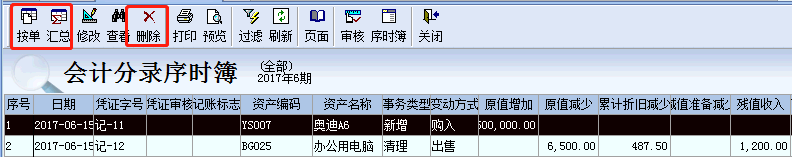 按单 汇总 修改 查看 删除 打印 预览 过滤 刷新 页面 审核 序时簿 关闭
会计分录序时簿 (全部)
2017年6期
序号 日期 凭证字号 凭证审核 记账标志 资产编码 资产名称 事务类型 变动方式 原值增加 原值减少 累计折旧减少 减值准备减少 残值收入
1 2017-06-15 记-11 YS007 奥迪A6 新增 购入 500,000.00
2 2017-06-15 记-12 BG025 办公用电脑 清理 出售 6,500.00 487.50 1,200.00